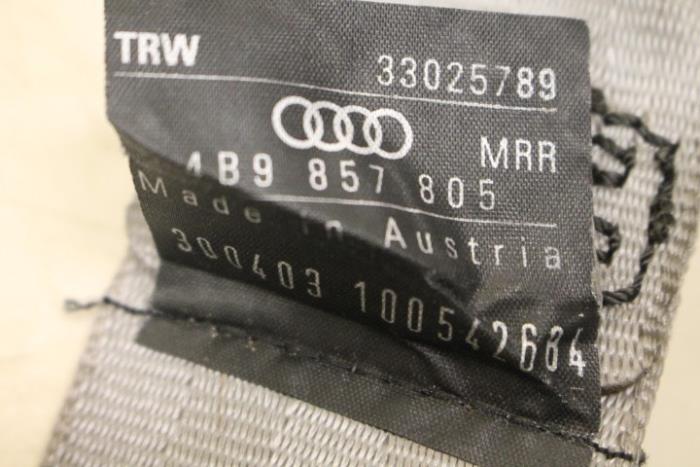 TRW 33025789
MRR
4B9 857 805
Made in Austria
300403 100542684